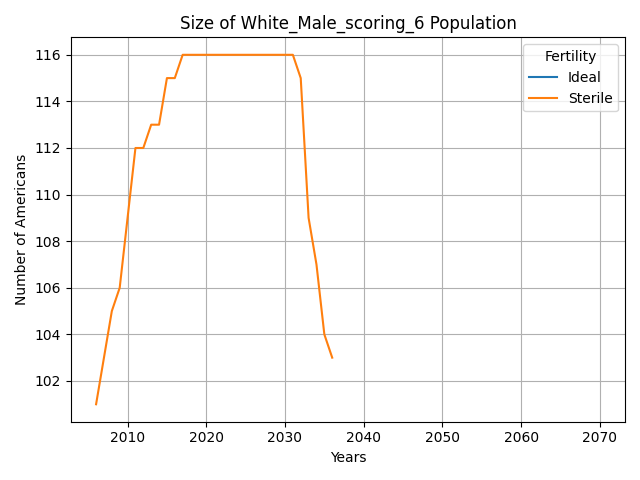 Size of White_Male_scoring_6 Population
Fertility
Ideal
Sterile
Number of Americans
116
114
112
110
108
106
104
102
2010 2020 2030 2040 2050 2060 2070
Years